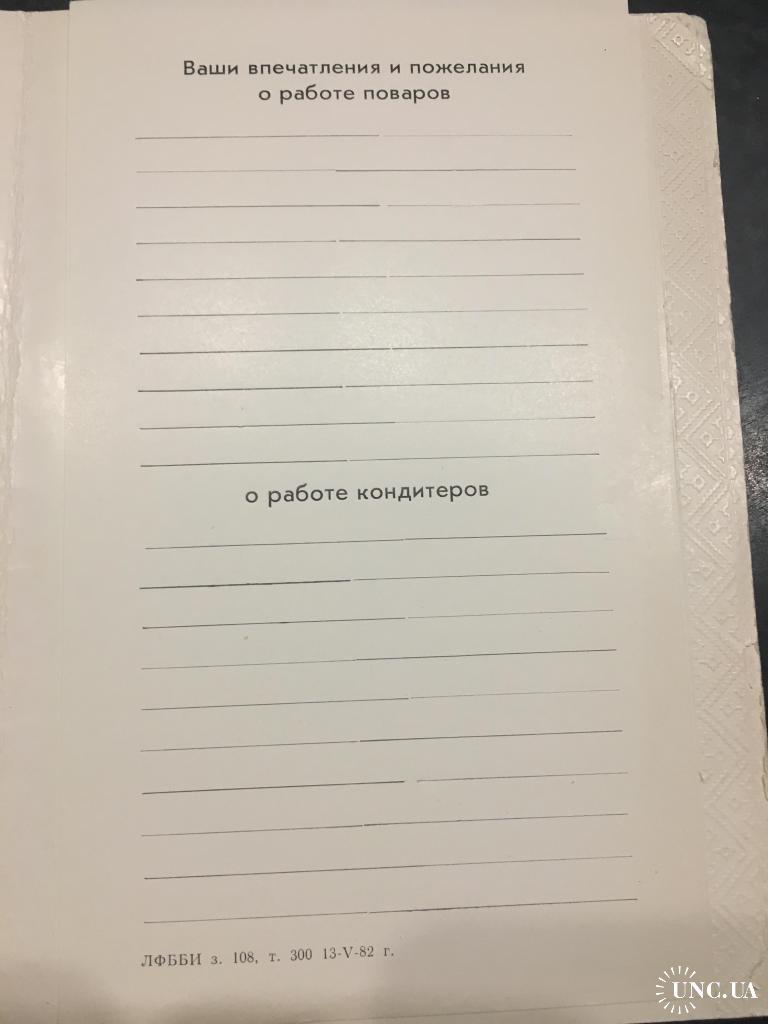 Ваши впечатления и пожелания
о работе поваров
о работе кондитеров
ЛФББИ з. 108, т. 300 13-V-82 г.
UNC.UA